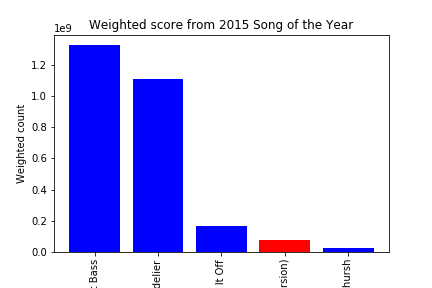 Weighted score from 2015 Song of the Year
1e9
1.2
1.0
0.8
0.6
0.4
0.2
0.0
Weighted count
: Bass
delier
It Off
rsion)
hursh